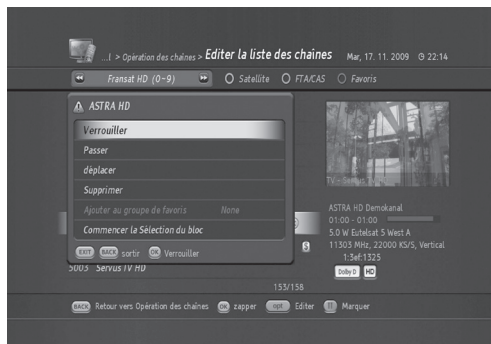 ...l > Opération des chaînes > Editer la liste des chaînes Mar, 17. 11. 2009 22:14
Fransat HD (0~9) Satellite FTA/CAS Favoris
ASTRA HD
Verrouiller
Passer
déplacer
Supprimer
Ajouter au groupe de favoris None
Commencer la Sélection du bloc
EXIT BACK sortir OK Verrouiller
5003 Servus TV HD
TV - Servus TV HD
ASTRA HD Demokanal
01:00 - 01:00
5.0 W Eutelsat 5 West A
11303 MHz, 22000 KS/S, Vertical
1:3ef:1325
$
Dolby D HD
153/158
BACK Retour vers Opération des chaînes OK zapper opt Editer Marquer